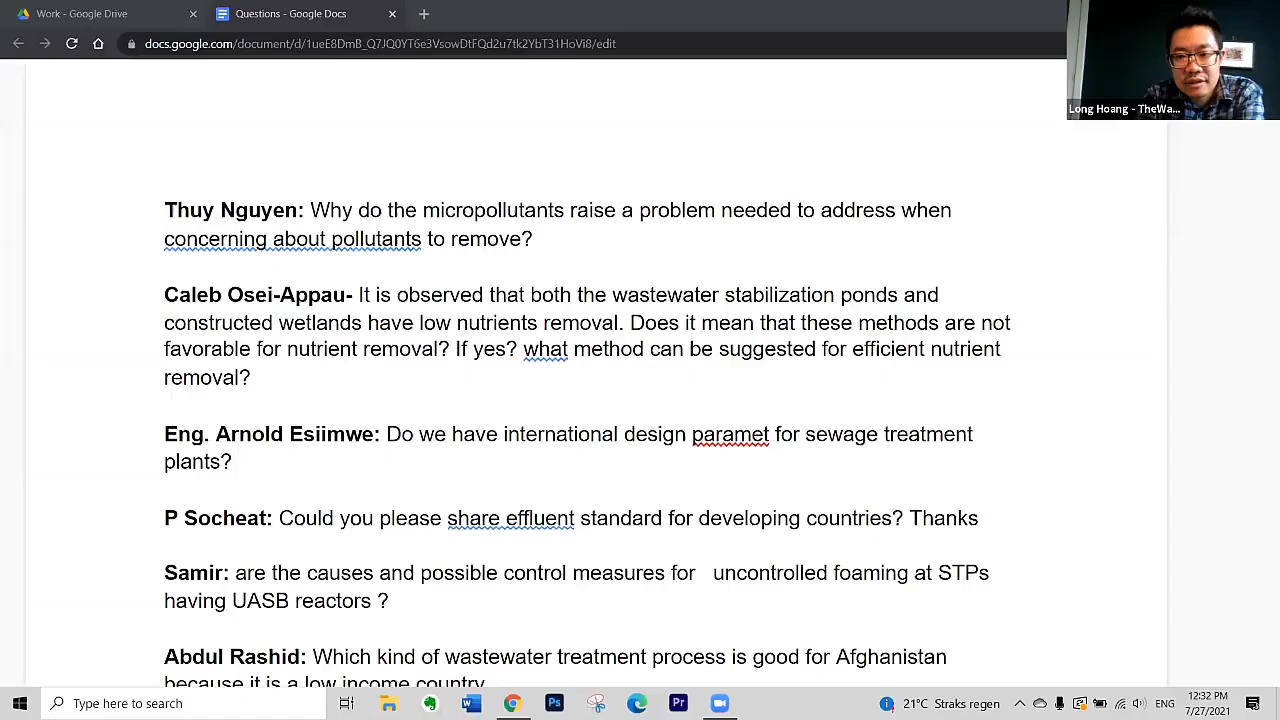 Work - Google Drive
Questions - Google Docs
docs.google.com/document/d/1ueE8DmB_Q7JQ0YT6e3VsowDtFQd2u7tk2YbT31HoVi8/edit
Long Hoang - TheWa...
Thuy Nguyen: Why do the micropollutants raise a problem needed to address when
concerning about pollutants to remove?
Caleb Osei-Appau- It is observed that both the wastewater stabilization ponds and
constructed wetlands have low nutrients removal. Does it mean that these methods are not
favorable for nutrient removal? If yes? what method can be suggested for efficient nutrient
removal?
Eng. Arnold Esiimwe: Do we have international design paramet for sewage treatment
plants?
P Socheat: Could you please share effluent standard for developing countries? Thanks
Samir: are the causes and possible control measures for uncontrolled foaming at STPs
having UASB reactors ?
Abdul Rashid: Which kind of wastewater treatment process is good for Afghanistan
because it is a low income country
Type here to search
21°C Straks regen
ENG
12:32 PM
7/27/2021